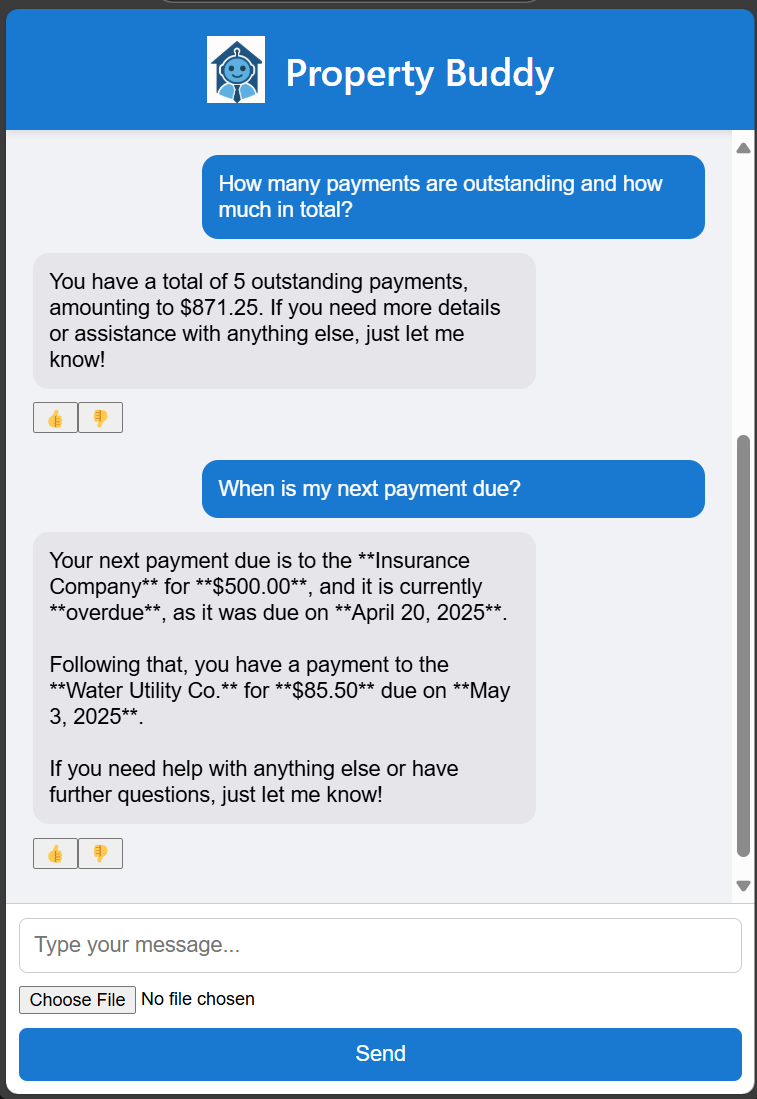 Property Buddy
How many payments are outstanding and how
much in total?
You have a total of 5 outstanding payments,
amounting to $871.25. If you need more details
or assistance with anything else, just let me
know!
When is my next payment due?
Your next payment due is to the **Insurance
Company** for **$500.00**, and it is currently
**overdue**, as it was due on **April 20, 2025**.
Following that, you have a payment to the
**Water Utility Co.** for **$85.50** due on **May
3, 2025**.
If you need help with anything else or have
further questions, just let me know!
Type your message...
Choose File No file chosen
Send